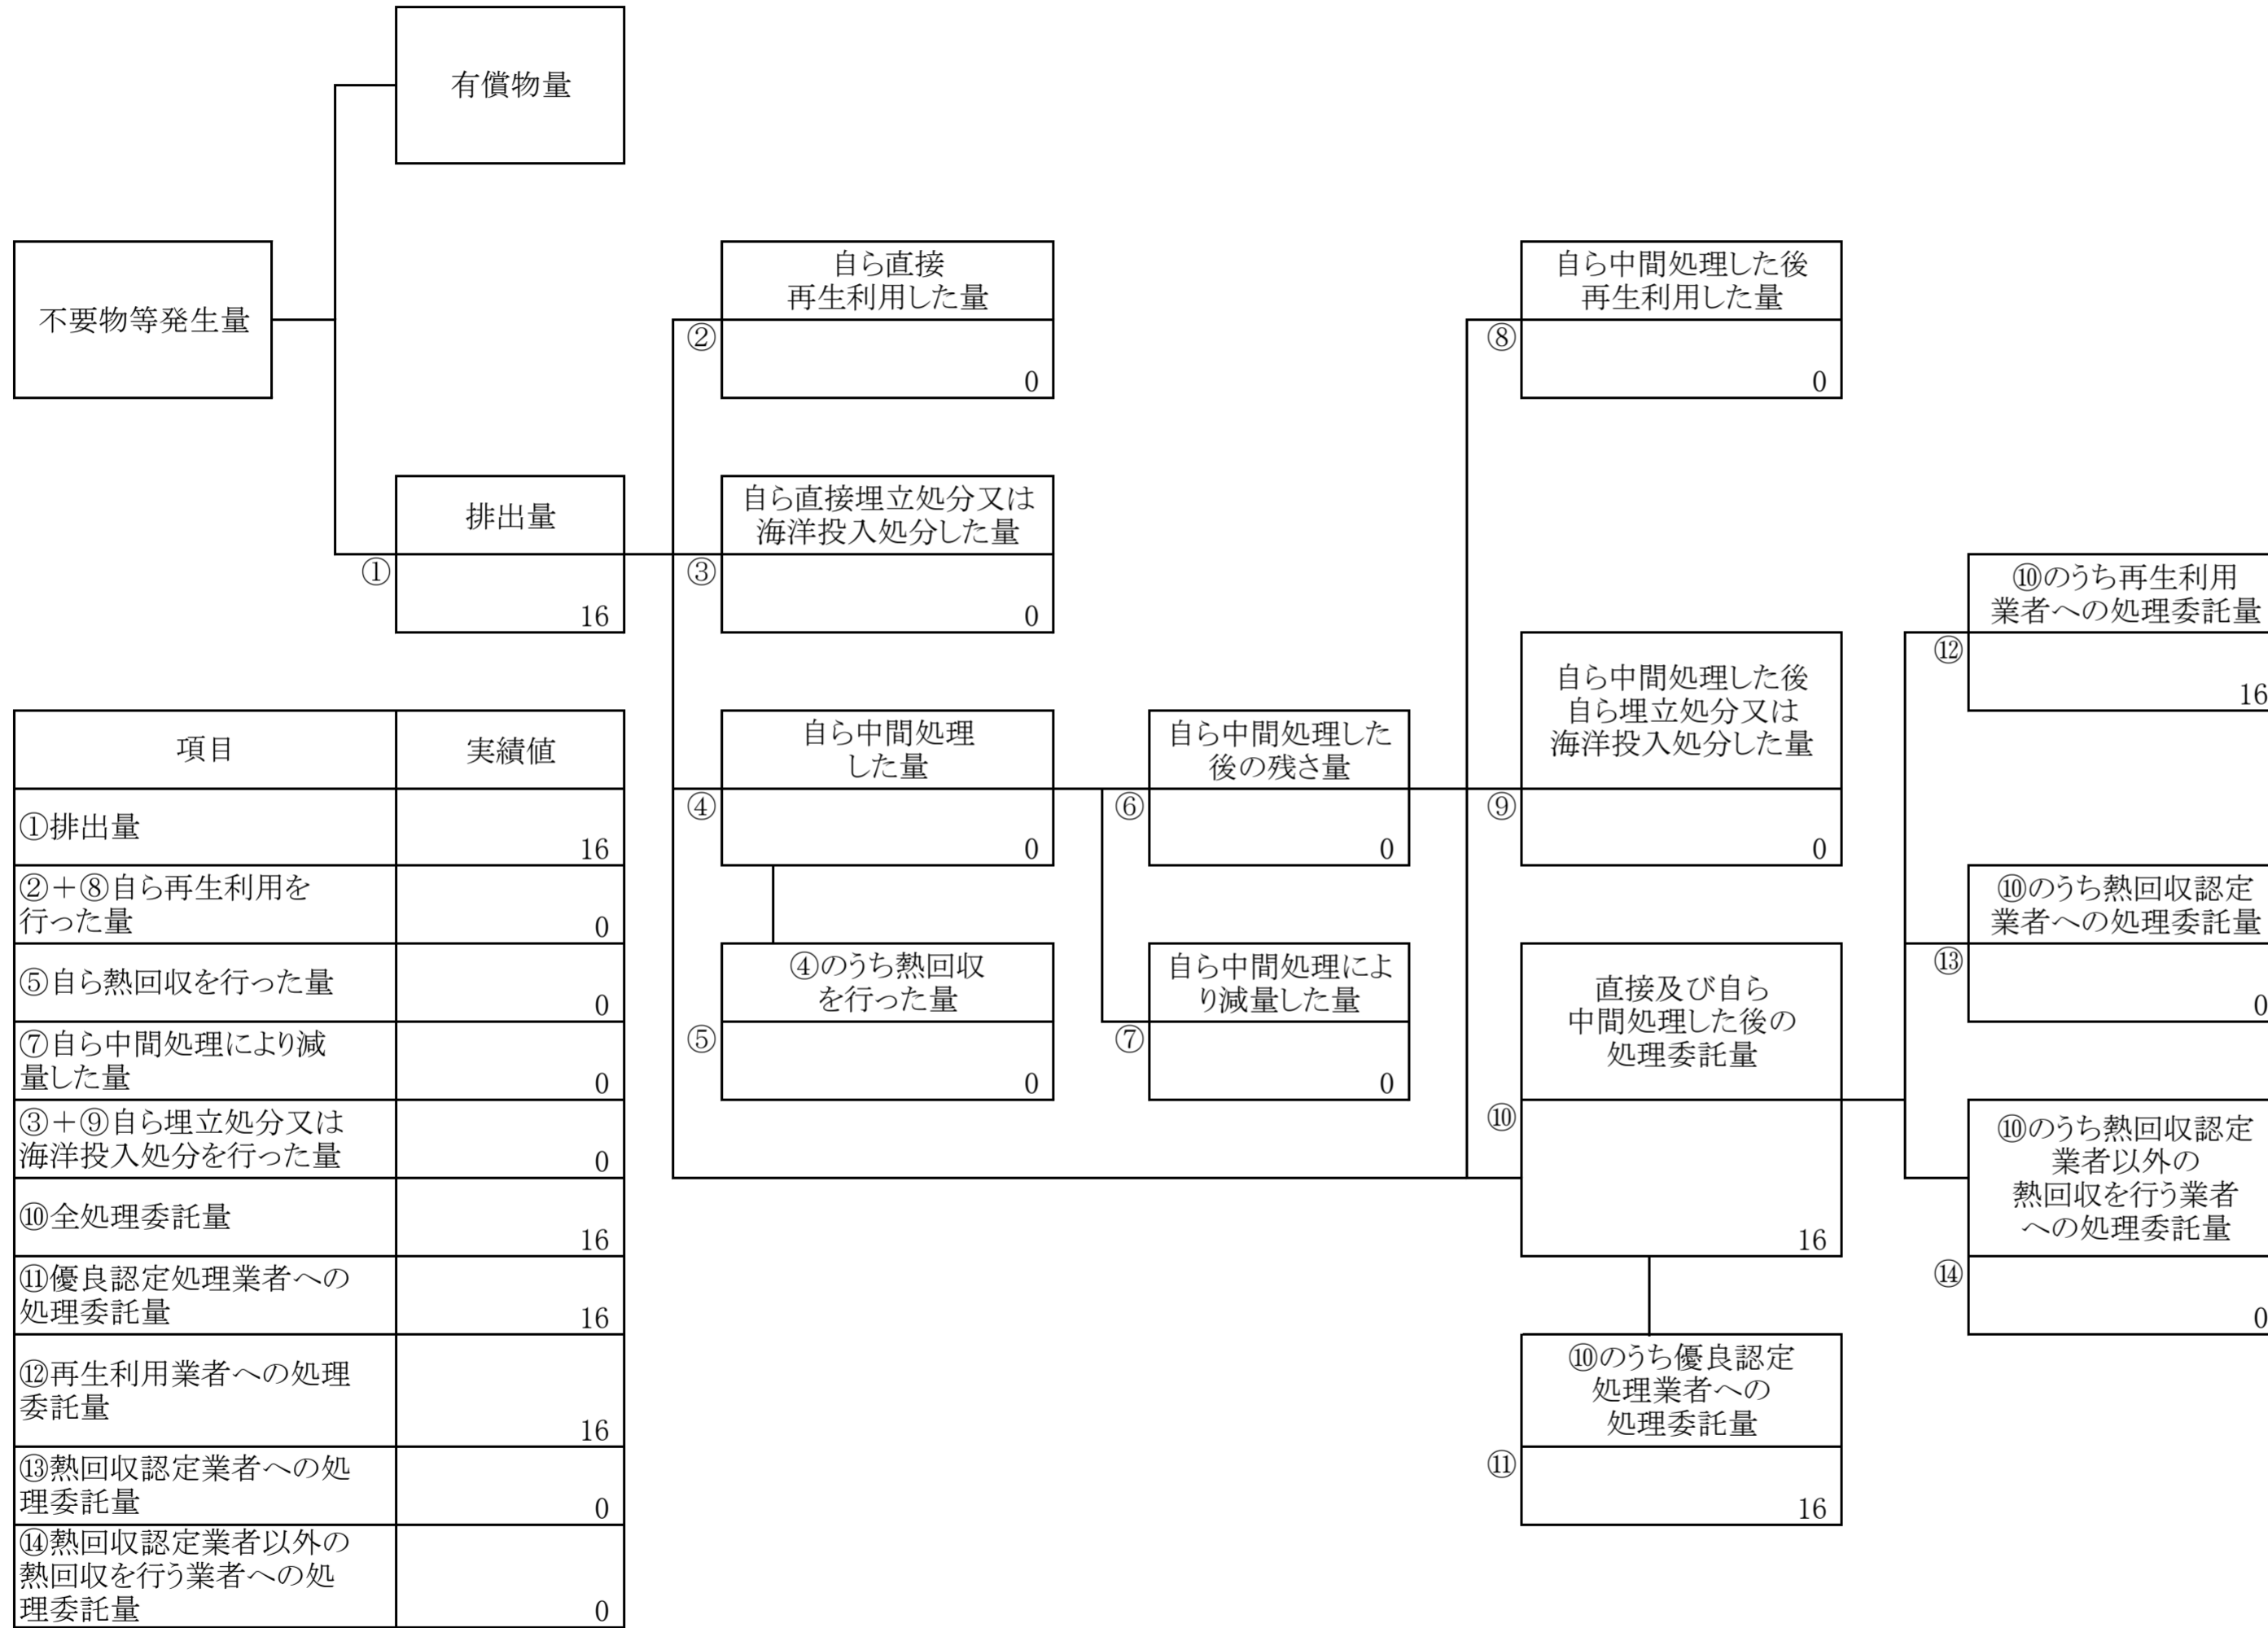 有償物量
不要物等発生量
自ら直接
再生利用した量
②
0
自ら中間処理した後
再生利用した量
⑧
0
排出量
①
16
自ら直接埋立処分又は
海洋投入処分した量
③
0
⑩のうち再生利用
業者への処理委託量
⑫
16
自ら中間処理
した量
④
0
自ら中間処理した
後の残さ量
⑥
0
自ら中間処理した後
自ら埋立処分又は
海洋投入処分した量
⑨
0
⑩のうち熱回収認定
業者への処理委託量
⑬
0
④のうち熱回収
を行った量
⑤
0
自ら中間処理によ
り減量した量
⑦
0
直接及び自ら
中間処理した後の
処理委託量
⑩
16
⑩のうち熱回収認定
業者以外の
熱回収を行う業者
への処理委託量
⑭
0
⑩のうち優良認定
処理業者への
処理委託量
⑪
16
項目 実績値
①排出量
16
②＋⑧自ら再生利用を
行った量
0
⑤自ら熱回収を行った量
0
⑦自ら中間処理により減
量した量
0
③＋⑨自ら埋立処分又は
海洋投入処分を行った量
0
⑩全処理委託量
16
⑪優良認定処理業者への
処理委託量
16
⑫再生利用業者への処理
委託量
16
⑬熱回収認定業者への処
理委託量
0
⑭熱回収認定業者以外の
熱回収を行う業者への処
理委託量
0